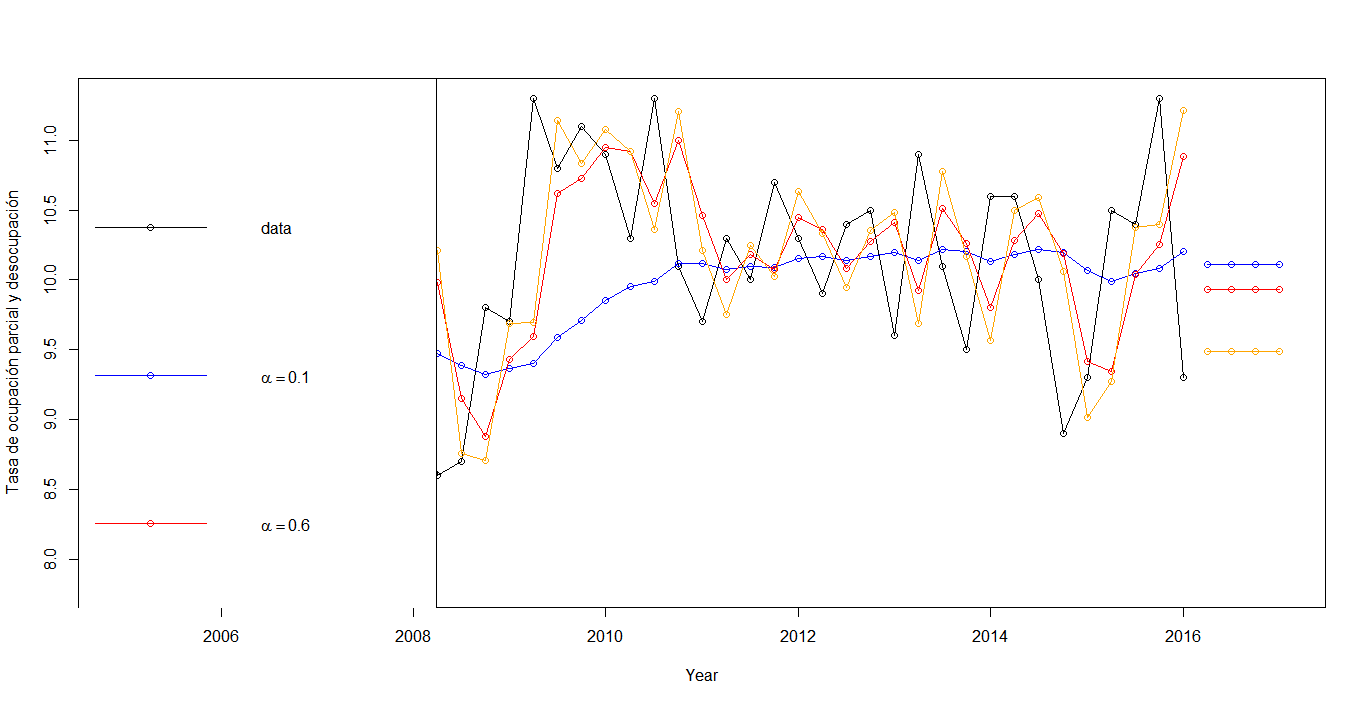 Tasa de ocupación parcial y desocupación
11.0
10.5
10.0
9.5
9.0
8.5
8.0
data
α = 0.1
α = 0.6
2006
2008
2010
2012
2014
2016
Year